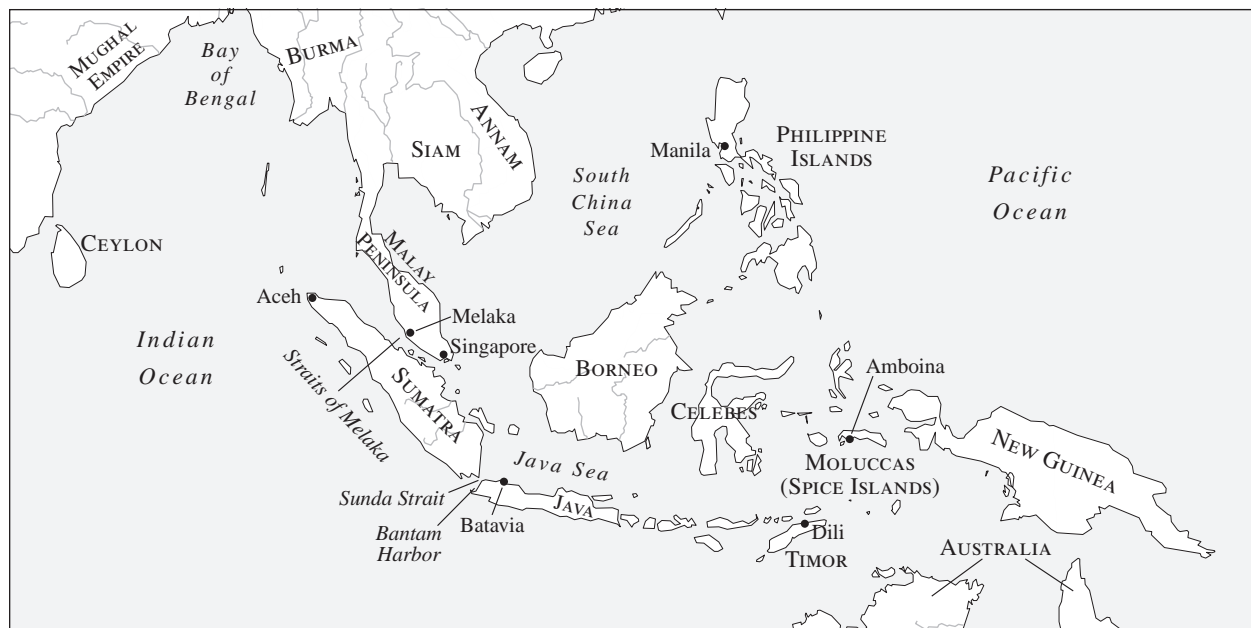 MUGHAL
EMPIRE
Bay
of
Bengal
BURMA
SIAM
ANNAM
Manila
PHILIPPINE
ISLANDS
South
China
Sea
Pacific
Ocean
CEYLON
MALAY
PENINSULA
Aceh
Melaka
Singapore
Indian
Ocean
Straits of Melaka
SUMATRA
BORNEO
CELEBES
Amboina
MOLUCCAS
(SPICE ISLANDS)
NEW GUINEA
Java Sea
Sunda Strait
JAVA
Bantam
Harbor
Batavia
Dili
TIMOR
AUSTRALIA